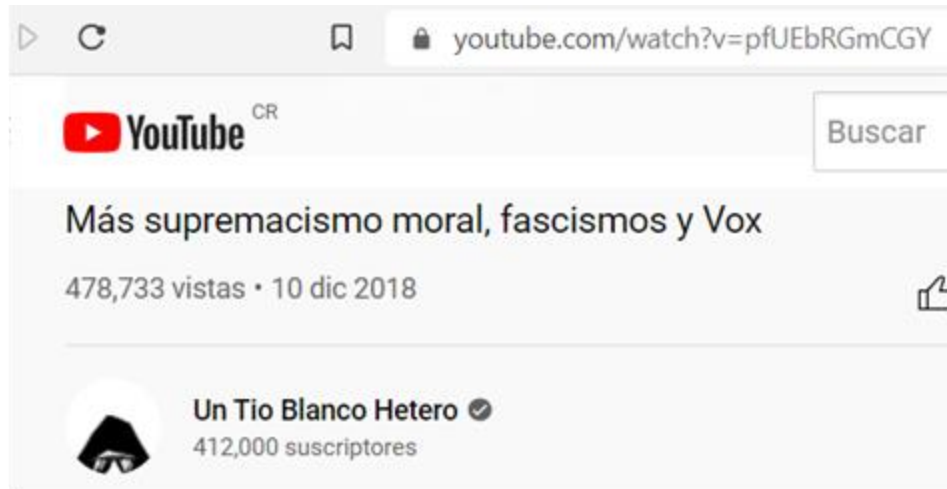 youtube.com/watch?v=pfUEbRGmCGY
YouTube CR
Buscar
Más supremacismo moral, fascismos y Vox
478,733 vistas • 10 dic 2018
Un Tio Blanco Hetero
412,000 suscriptores